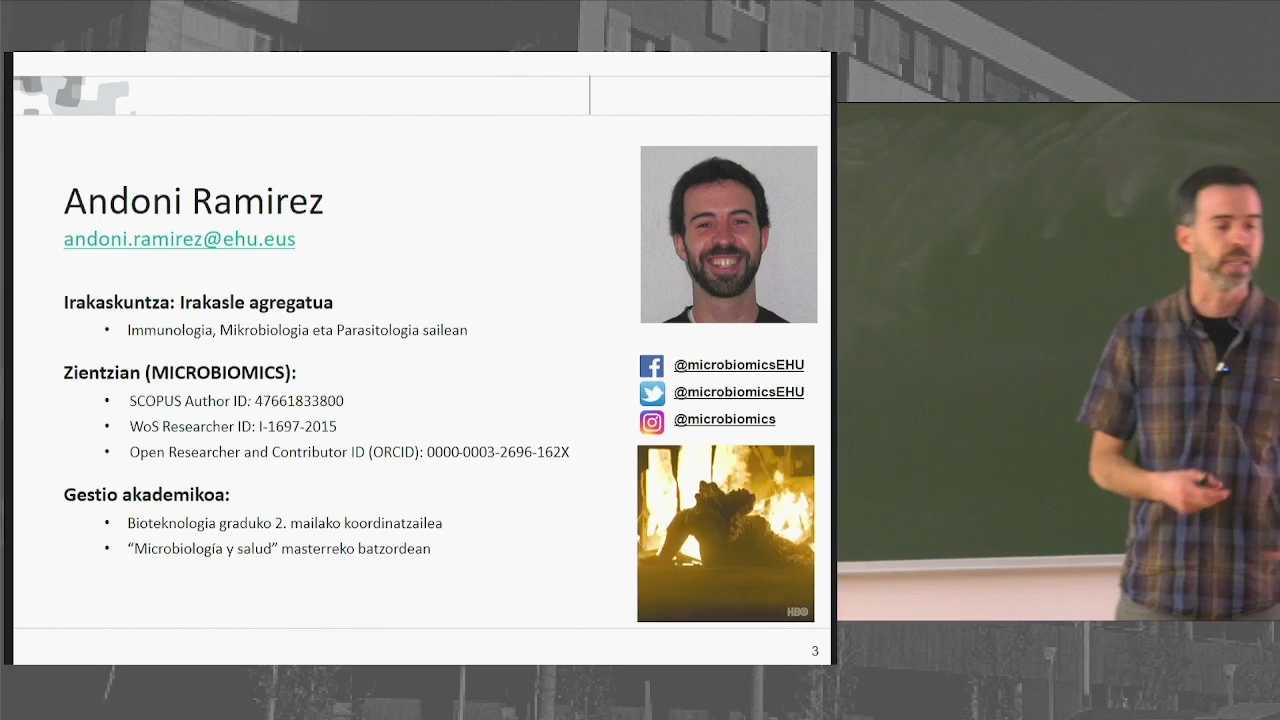 Andoni Ramirez
andoni.ramirez@ehu.eus
Irakaskuntza: Irakasle agregatua
• Immunologia, Mikrobiologia eta Parasitologia sailean
Zientzian (MICROBIOMICS):
• SCOPUS Author ID: 47661833800
• WoS Researcher ID: I-1697-2015
• Open Researcher and Contributor ID (ORCID): 0000-0003-2696-162X
Gestio akademikoa:
• Bioteknologia graduko 2. mailako koordinatzailea
• “Microbiología y salud” masterreko batzordean
@microbiomicsEHU
@microbiomicsEHU
@microbiomics
HBO
3